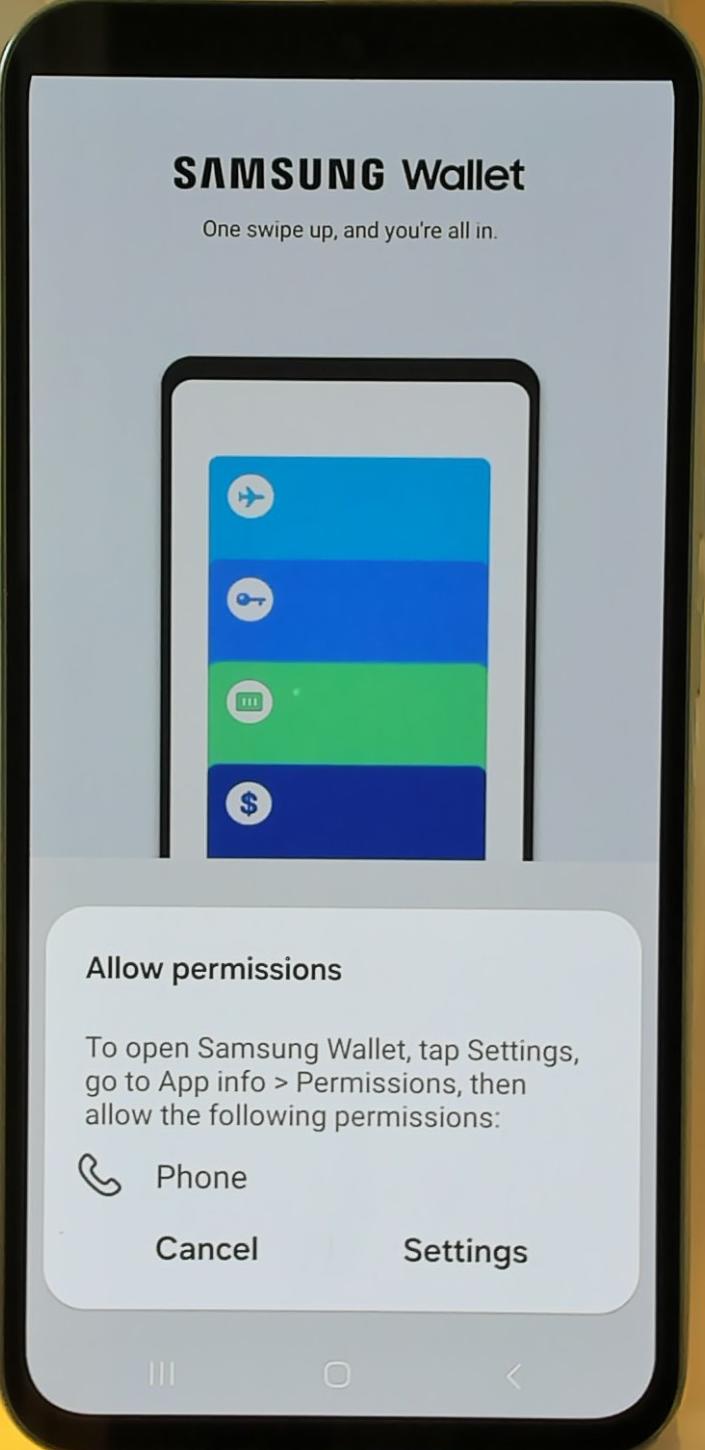 SAMSUNG Wallet
One swipe up, and you're all in.
$
Allow permissions
To open Samsung Wallet, tap Settings,
go to App info > Permissions, then
allow the following permissions:
Phone
Cancel Settings